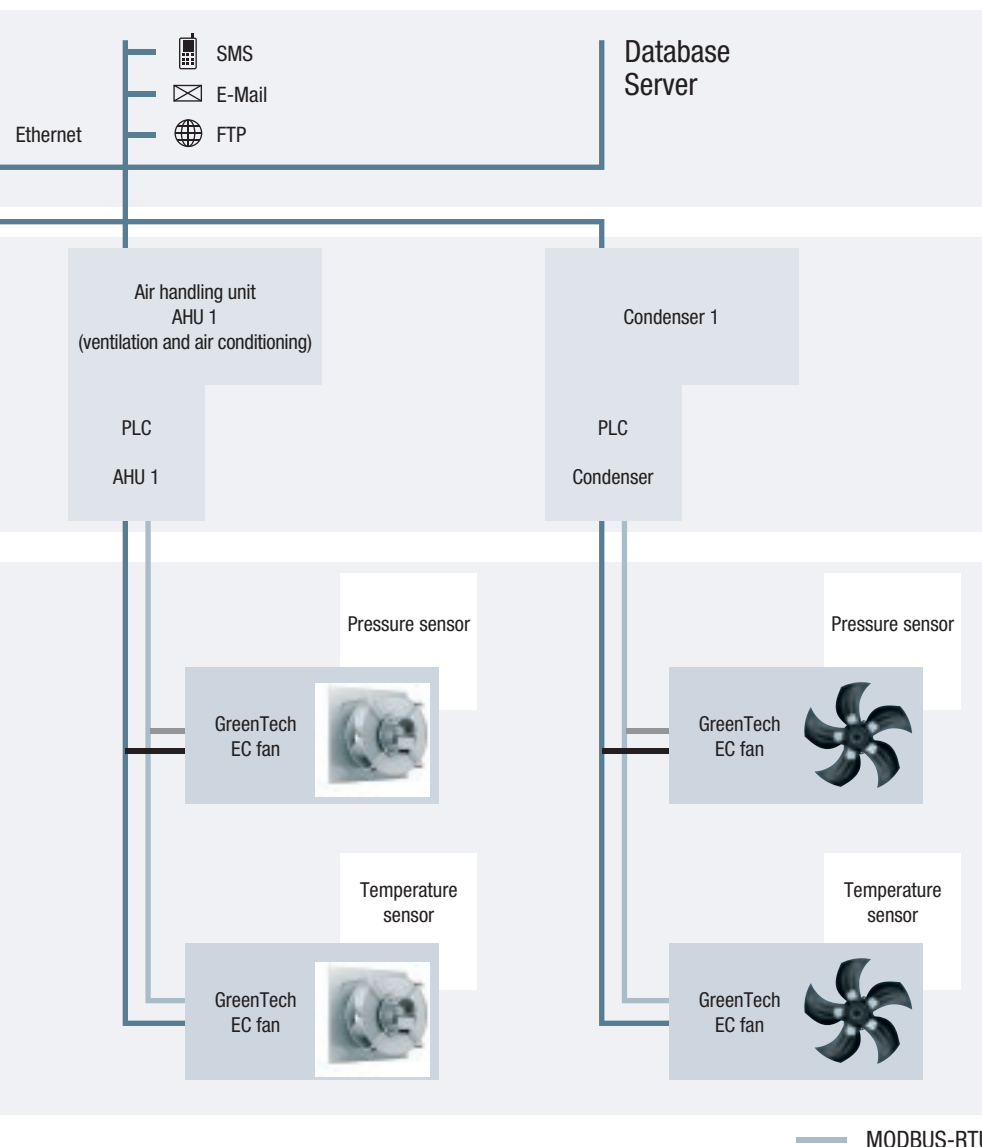 SMS
Database
Server
E-Mail
Ethernet
FTP
Air handling unit
AHU 1
(ventilation and air conditioning)
Condenser 1
PLC
AHU 1
PLC
Condenser
Pressure sensor
GreenTech
EC fan
Pressure sensor
GreenTech
EC fan
Temperature
sensor
GreenTech
EC fan
Temperature
sensor
GreenTech
EC fan
MODBUS-RTU